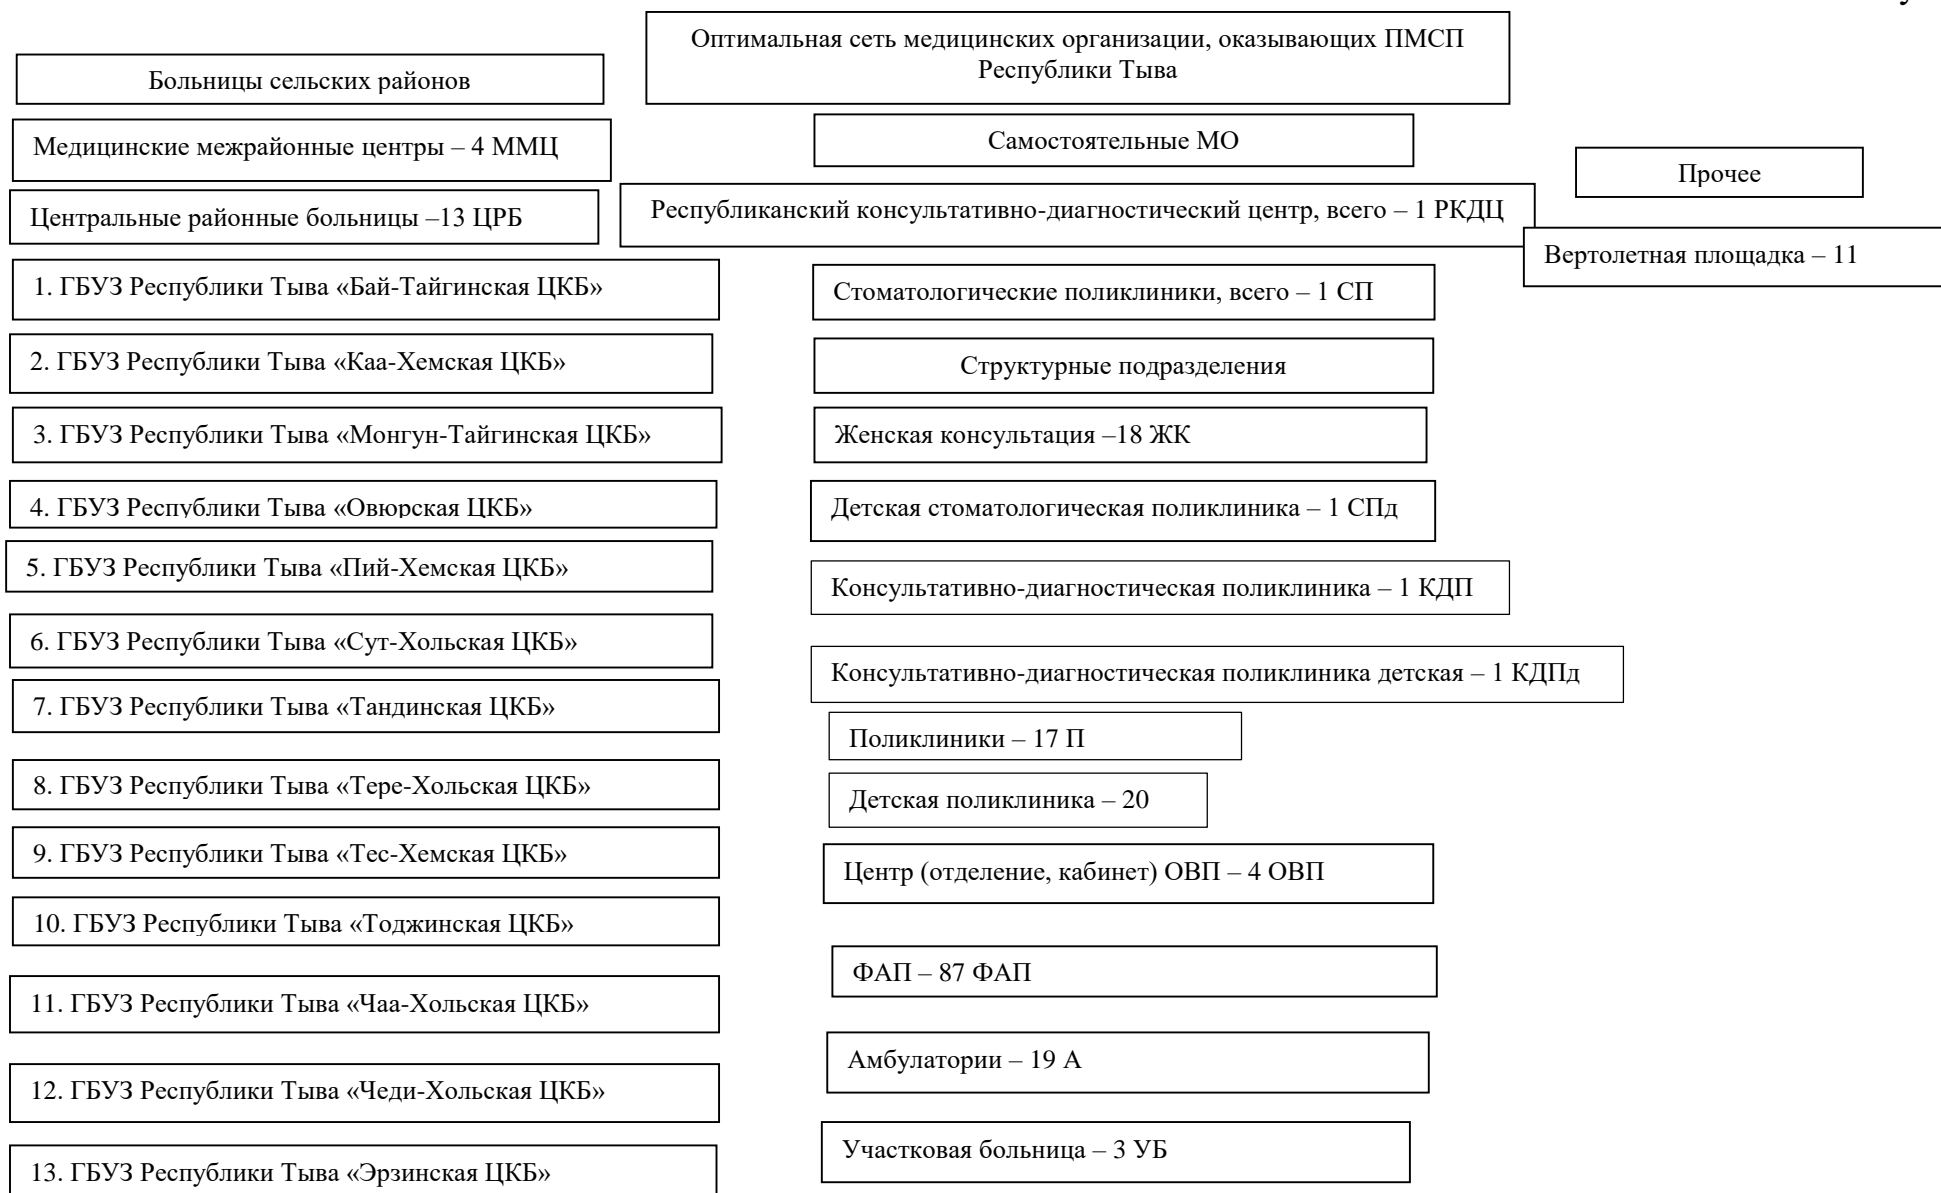 Оптимальная сеть медицинских организации, оказывающих ПМСП
Республики Тыва
Больницы сельских районов
Медицинские межрайонные центры – 4 ММЦ
Центральные районные больницы –13 ЦРБ
1. ГБУЗ Республики Тыва «Бай-Тайгинская ЦКБ»
2. ГБУЗ Республики Тыва «Каа-Хемская ЦКБ»
3. ГБУЗ Республики Тыва «Монгун-Тайгинская ЦКБ»
4. ГБУЗ Республики Тыва «Овюрская ЦКБ»
5. ГБУЗ Республики Тыва «Пий-Хемская ЦКБ»
6. ГБУЗ Республики Тыва «Сут-Хольская ЦКБ»
7. ГБУЗ Республики Тыва «Тандинская ЦКБ»
8. ГБУЗ Республики Тыва «Тере-Хольская ЦКБ»
9. ГБУЗ Республики Тыва «Тес-Хемская ЦКБ»
10. ГБУЗ Республики Тыва «Тоджинская ЦКБ»
11. ГБУЗ Республики Тыва «Чаа-Хольская ЦКБ»
12. ГБУЗ Республики Тыва «Чеди-Хольская ЦКБ»
13. ГБУЗ Республики Тыва «Эрзинская ЦКБ»
Самостоятельные МО
Республиканский консультативно-диагностический центр, всего – 1 РКДЦ
Стоматологические поликлиники, всего – 1 СП
Структурные подразделения
Женская консультация –18 ЖК
Детская стоматологическая поликлиника – 1 СПд
Консультативно-диагностическая поликлиника – 1 КДП
Консультативно-диагностическая поликлиника детская – 1 КДПд
Поликлиники – 17 П
Детская поликлиника – 20
Центр (отделение, кабинет) ОВП – 4 ОВП
ФАП – 87 ФАП
Амбулатории – 19 А
Участковая больница – 3 УБ
Прочее
Вертолетная площадка – 11